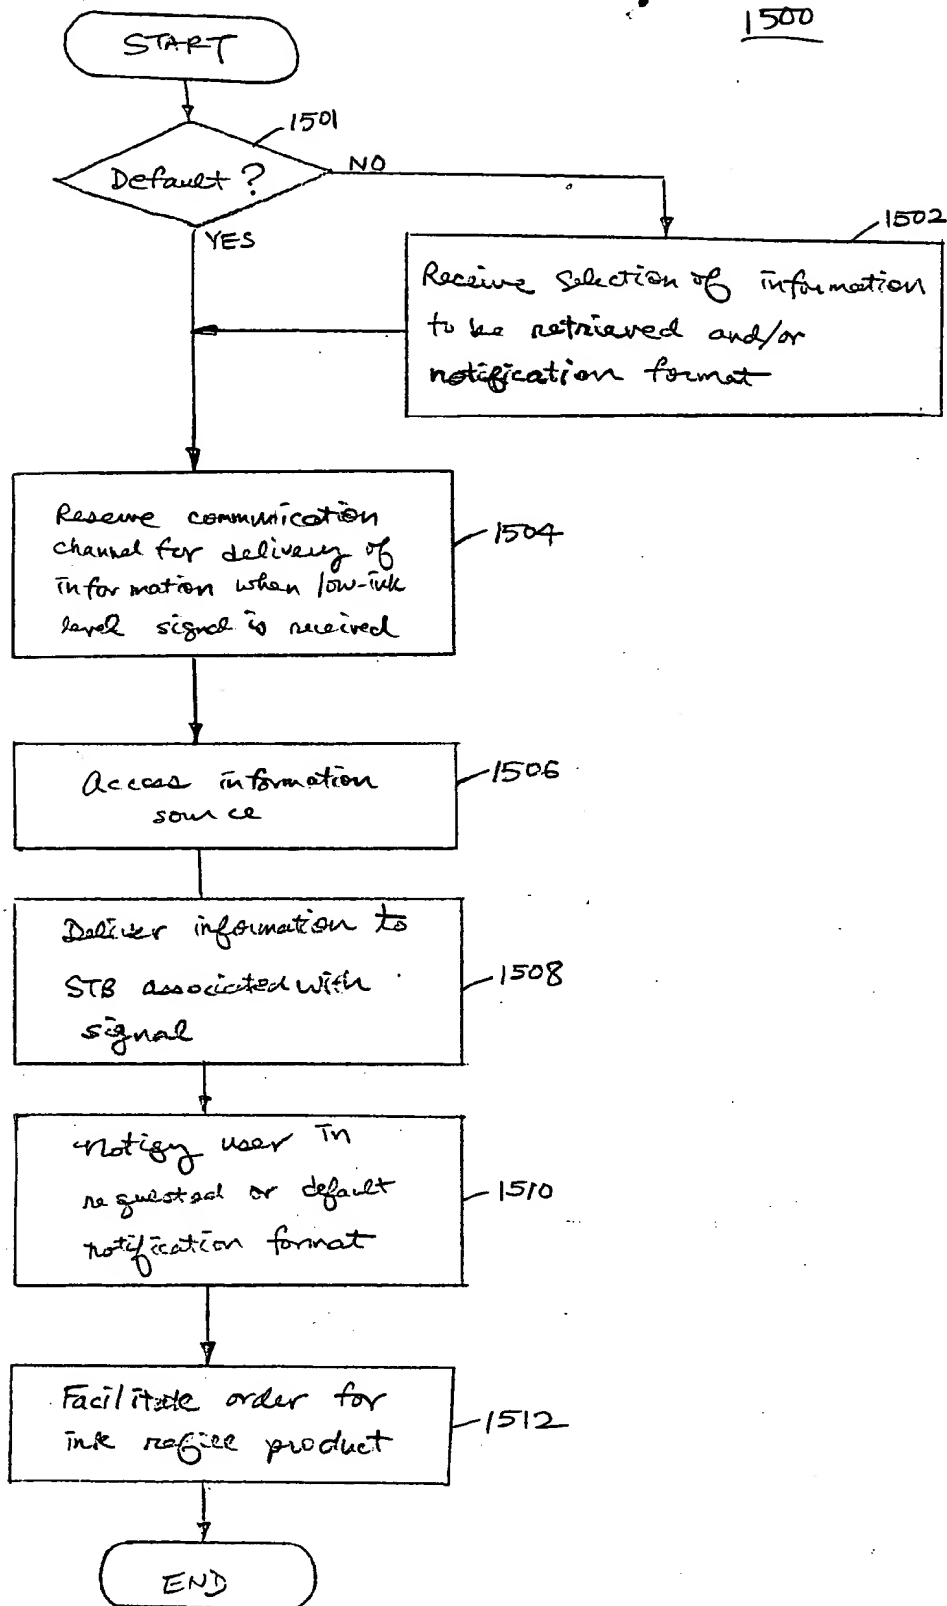 1500
START
1501
Default?
NO
YES
1502
Receive selection of information
to be retrieved and/or
notification format
Reserve communication
channel for delivery of
information when low-ink
level signal is received
1504
Access information
source
1506
Deliver information to
STB associated with
signal
1508
Notify user in
requested or default
notification format
1510
Facilitate order for
ink refill product
1512
END